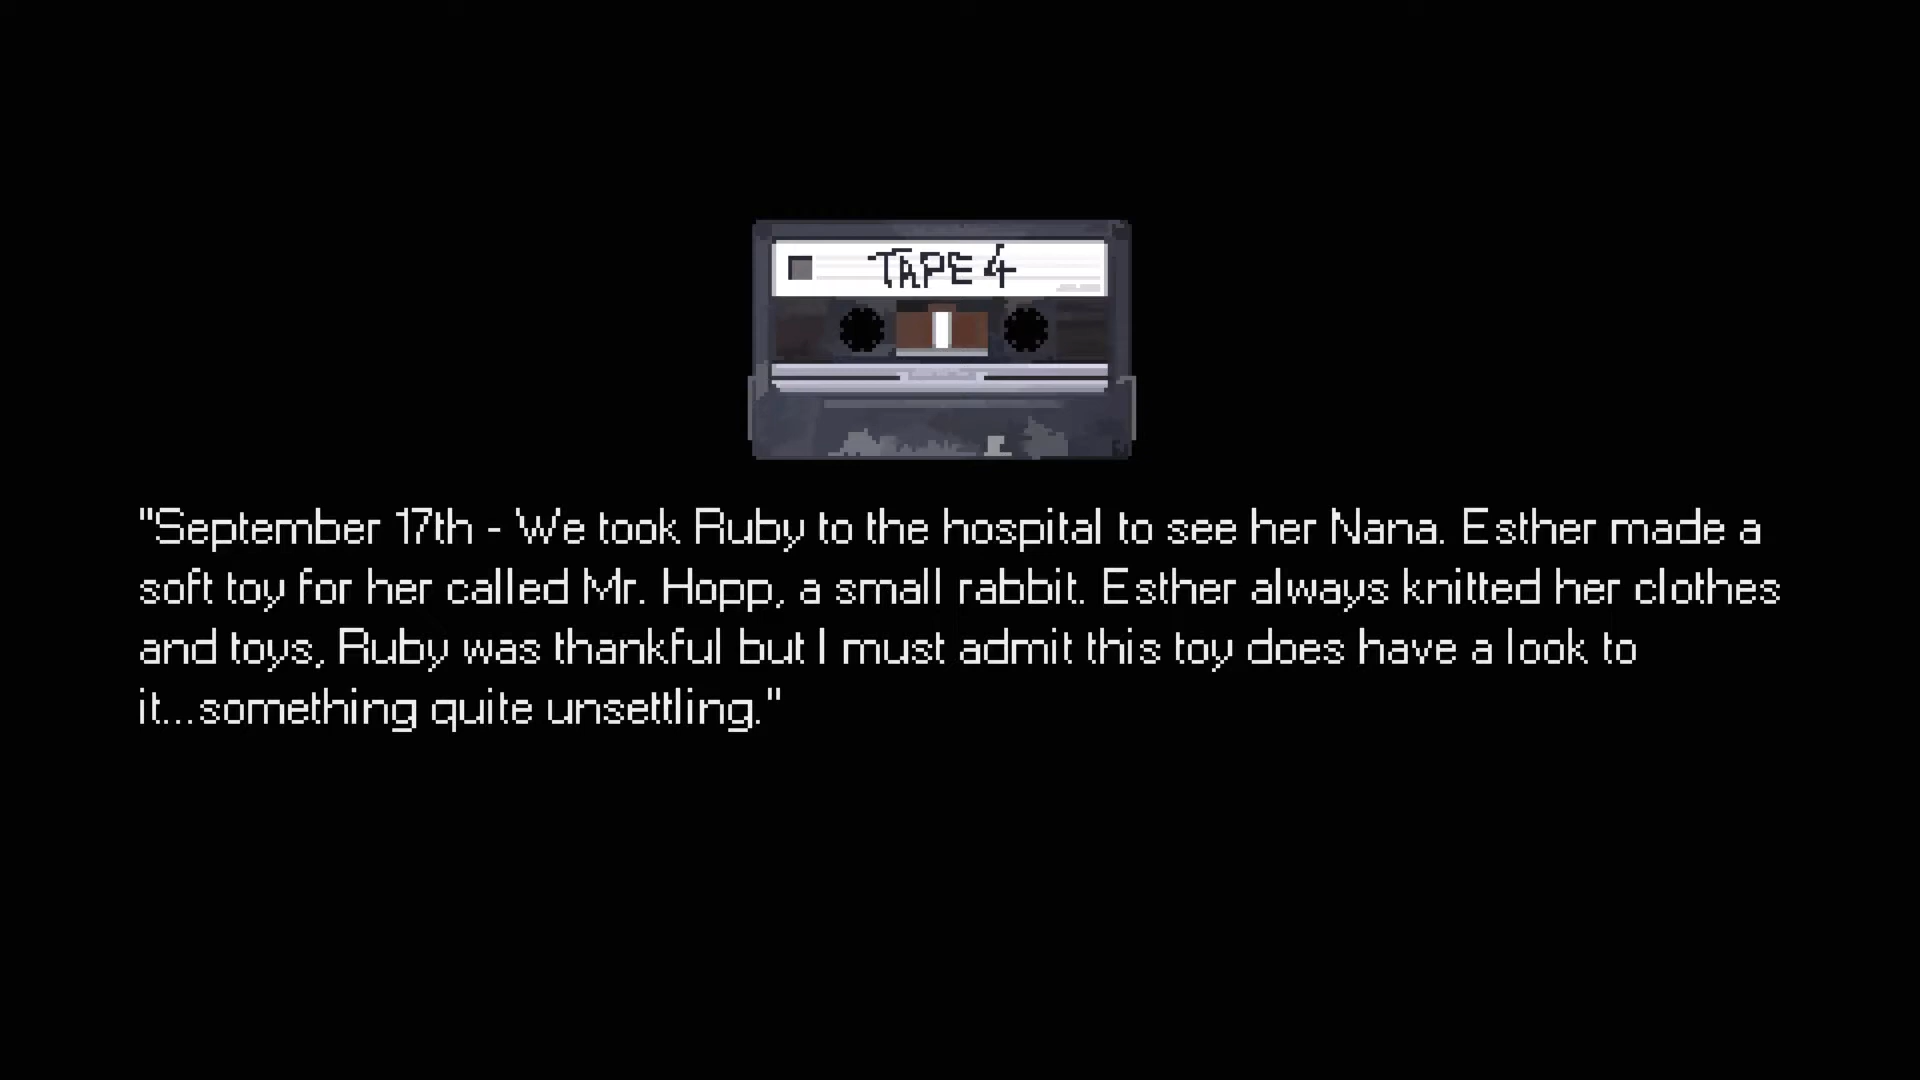 TAPE 4
"September 17th - We took Ruby to the hospital to see her Nana. Esther made a
soft toy for her called Mr. Hopp, a small rabbit. Esther always knitted her clothes
and toys, Ruby was thankful but I must admit this toy does have a look to
it...something quite unsettling."